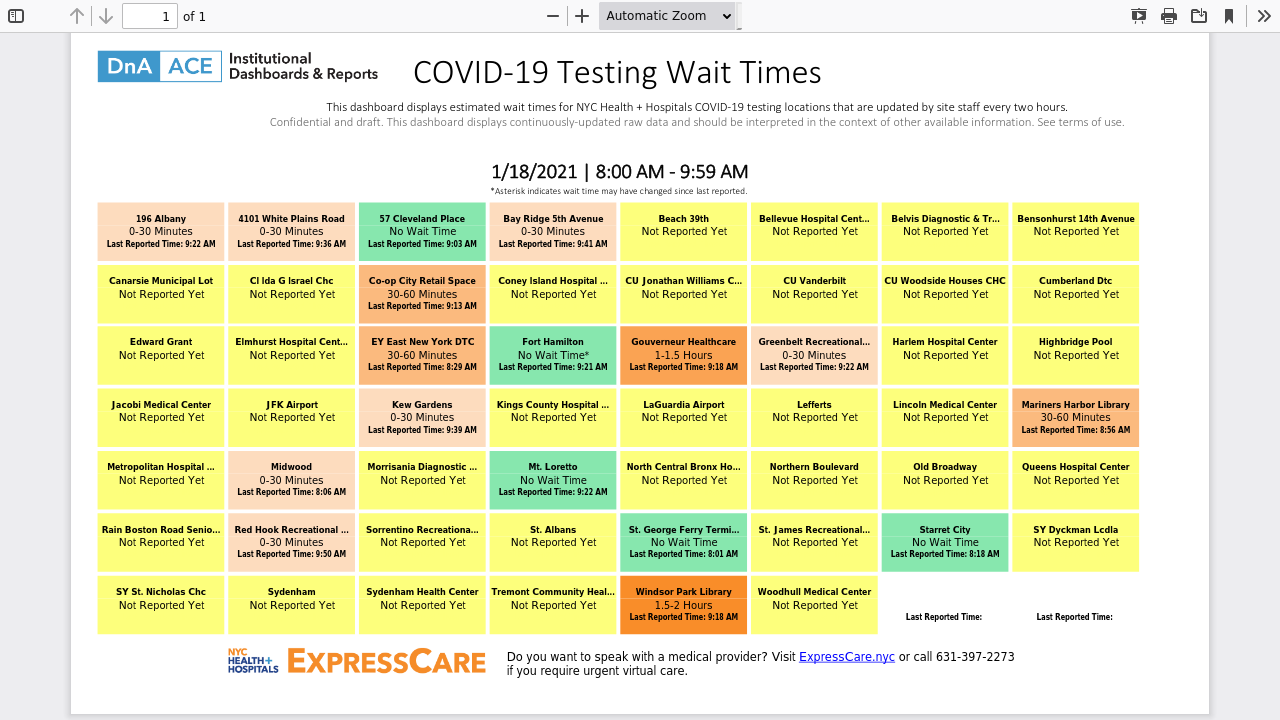 1 of 1 Automatic Zoom
DnA ACE Institutional
Dashboards & Reports
COVID-19 Testing Wait Times
This dashboard displays estimated wait times for NYC Health + Hospitals COVID-19 testing locations that are updated by site staff every two hours.
Confidential and draft. This dashboard displays continuously-updated raw data and should be interpreted in the context of other available information. See terms of use.
1/18/2021 | 8:00 AM - 9:59 AM
*Asterisk indicates wait time may have changed since last reported.
196 Albany 4101 White Plains Road 57 Cleveland Place Bay Ridge 5th Avenue Beach 39th Bellevue Hospital Cent... Belvis Diagnostic & Tr... Bensonhurst 14th Avenue
0-30 Minutes 0-30 Minutes No Wait Time 0-30 Minutes Not Reported Yet Not Reported Yet Not Reported Yet Not Reported Yet
Last Reported Time: 9:22 AM Last Reported Time: 9:36 AM Last Reported Time: 9:03 AM Last Reported Time: 9:41 AM
Canarsie Municipal Lot CI Ida G Israel Chc Co-op City Retail Space Coney Island Hospital ... CU Jonathan Williams C... CU Vanderbilt CU Woodside Houses CHC Cumberland Dtc
Not Reported Yet Not Reported Yet 30-60 Minutes Not Reported Yet Not Reported Yet Not Reported Yet Not Reported Yet Not Reported Yet
Last Reported Time: 9:13 AM
Edward Grant Elmhurst Hospital Cent... EY East New York DTC Fort Hamilton Gouverneur Healthcare Greenbelt Recreational... Harlem Hospital Center Highbridge Pool
Not Reported Yet Not Reported Yet 30-60 Minutes No Wait Time* 1-1.5 Hours 0-30 Minutes Not Reported Yet Not Reported Yet
Last Reported Time: 8:29 AM Last Reported Time: 9:21 AM Last Reported Time: 9:18 AM Last Reported Time: 9:22 AM
Jacobi Medical Center JFK Airport Kew Gardens Kings County Hospital ... LaGuardia Airport Lefferts Lincoln Medical Center Mariners Harbor Library
Not Reported Yet Not Reported Yet 0-30 Minutes Not Reported Yet Not Reported Yet Not Reported Yet Not Reported Yet 30-60 Minutes
Last Reported Time: 9:39 AM Last Reported Time: 8:56 AM
Metropolitan Hospital ... Midwood Morrisania Diagnostic ... Mt. Loretto North Central Bronx Ho... Northern Boulevard Old Broadway Queens Hospital Center
Not Reported Yet 0-30 Minutes Not Reported Yet No Wait Time Not Reported Yet Not Reported Yet Not Reported Yet Not Reported Yet
Last Reported Time: 8:06 AM Last Reported Time: 9:22 AM
Rain Boston Road Senio... Red Hook Recreational ... Sorrentino Recreationa... St. Albans St. George Ferry Termi... St. James Recreational... Starret City SY Dyckman Lcdla
Not Reported Yet 0-30 Minutes Not Reported Yet Not Reported Yet No Wait Time Not Reported Yet No Wait Time Not Reported Yet
Last Reported Time: 9:50 AM Last Reported Time: 8:01 AM Last Reported Time: 8:18 AM
SY St. Nicholas Chc Sydenham Sydenham Health Center Tremont Community Heal... Windsor Park Library Woodhull Medical Center
Not Reported Yet Not Reported Yet Not Reported Yet Not Reported Yet 1.5-2 Hours Not Reported Yet
Last Reported Time: 9:18 AM Last Reported Time: Last Reported Time:
NYC
HEALTH+
HOSPITALS
EXPRESSCARE
Do you want to speak with a medical provider? Visit ExpressCare.nyc or call 631-397-2273
if you require urgent virtual care.